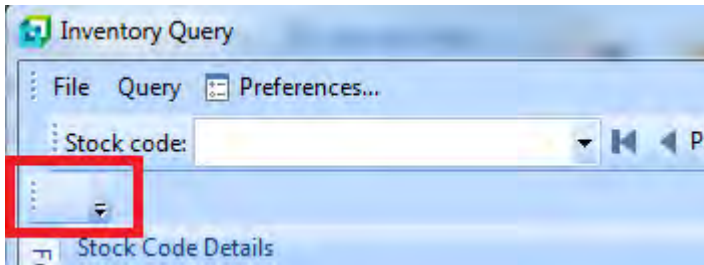 Inventory Query
File Query Preferences...
Stock code: P
Stock Code Details